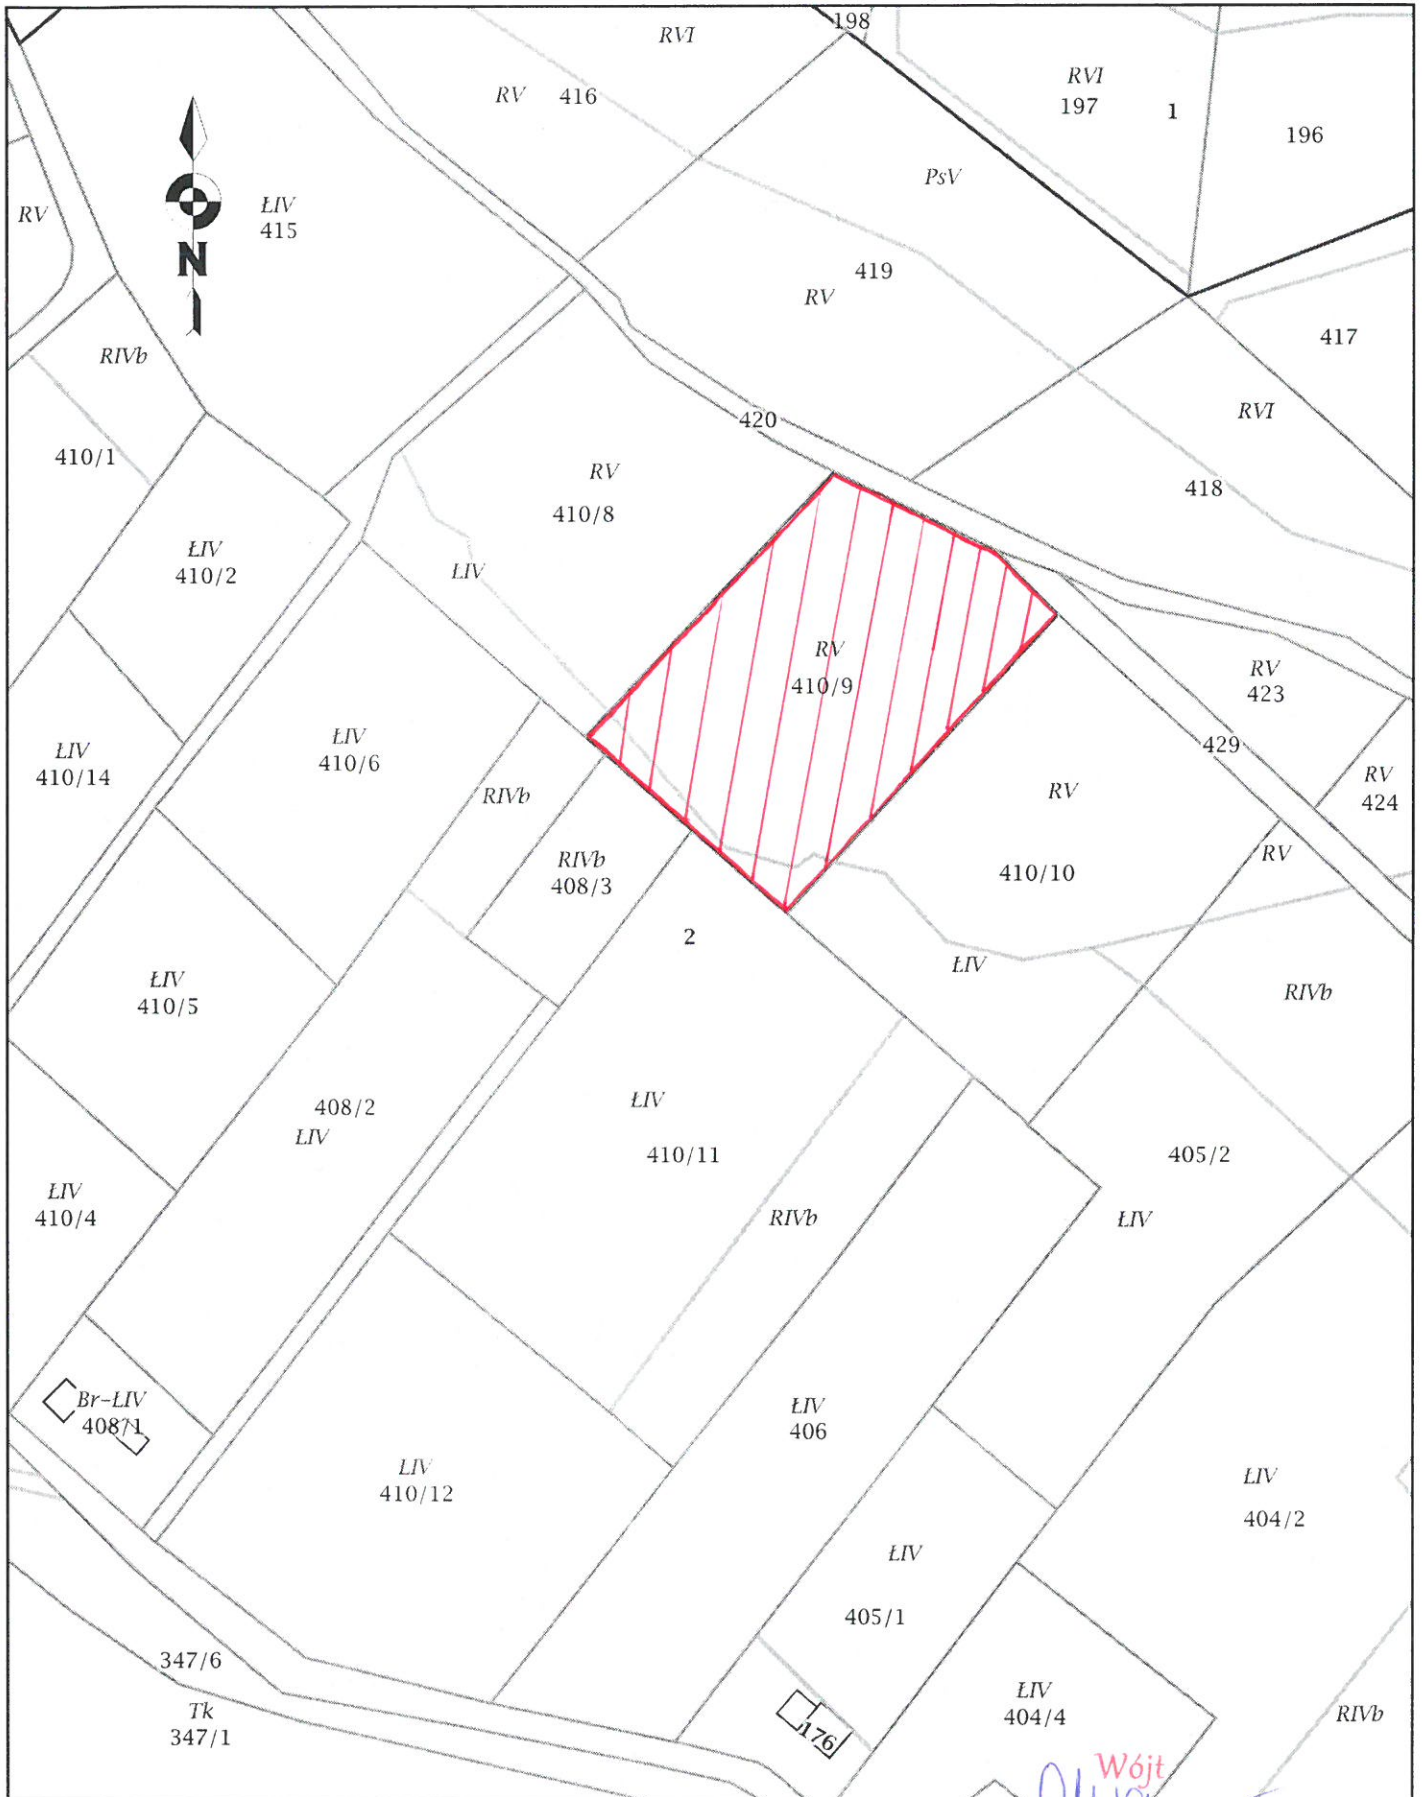 198
RVI
RVI
197
1
RV 416
196
PsV
RV
ŁIV
415
N
419
RV
417
RIVb
RVI
420
410/1
RV
418
410/8
ŁIV
410/2
ŁIV
RV
410/9
RV
423
429
ŁIV
410/14
ŁIV
410/6
RIVb
RV
RV
424
RIVb
408/3
RV
410/10
2
ŁIV
RIVb
ŁIV
410/5
408/2
ŁIV
ŁIV
410/11
405/2
ŁIV
410/4
RIVb
ŁIV
Br-ŁIV
408/1
ŁIV
406
ŁIV
410/12
ŁIV
404/2
ŁIV
405/1
347/6
Tk
347/1
176
ŁIV
404/4
RIVb
Wójt